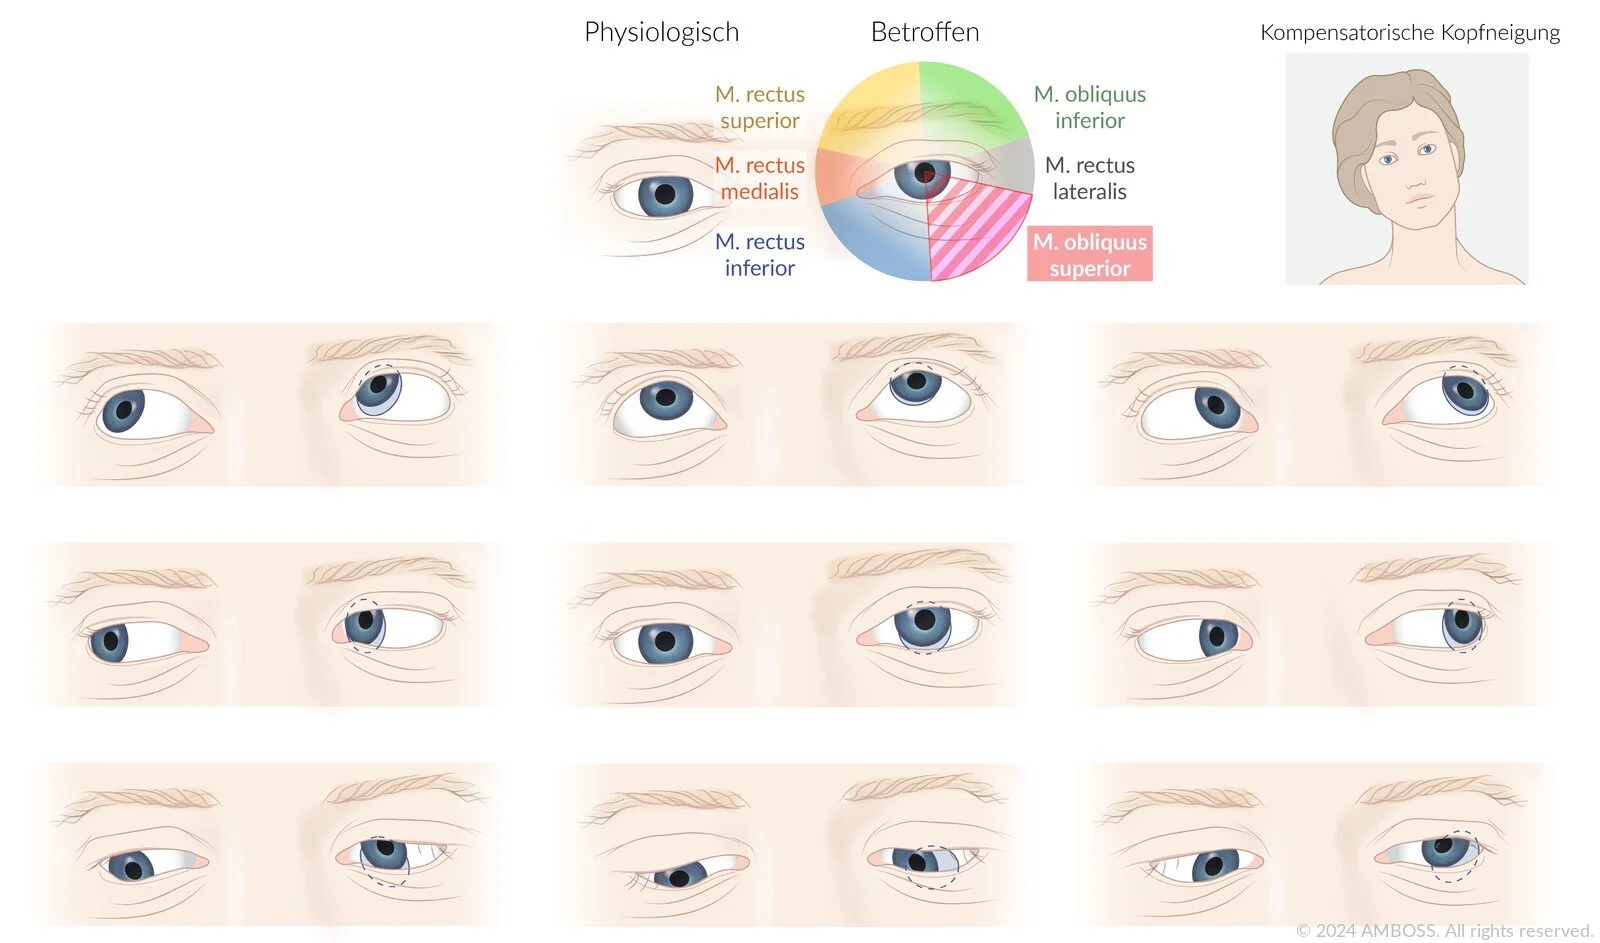 Physiologisch
Betroffen
Kompensatorische Kopfneigung
M. rectus
superior
M. obliquus
inferior
M. rectus
medialis
M. rectus
lateralis
M. rectus
inferior
M. obliquus
superior
© 2024 AMBOSS. All rights reserved.